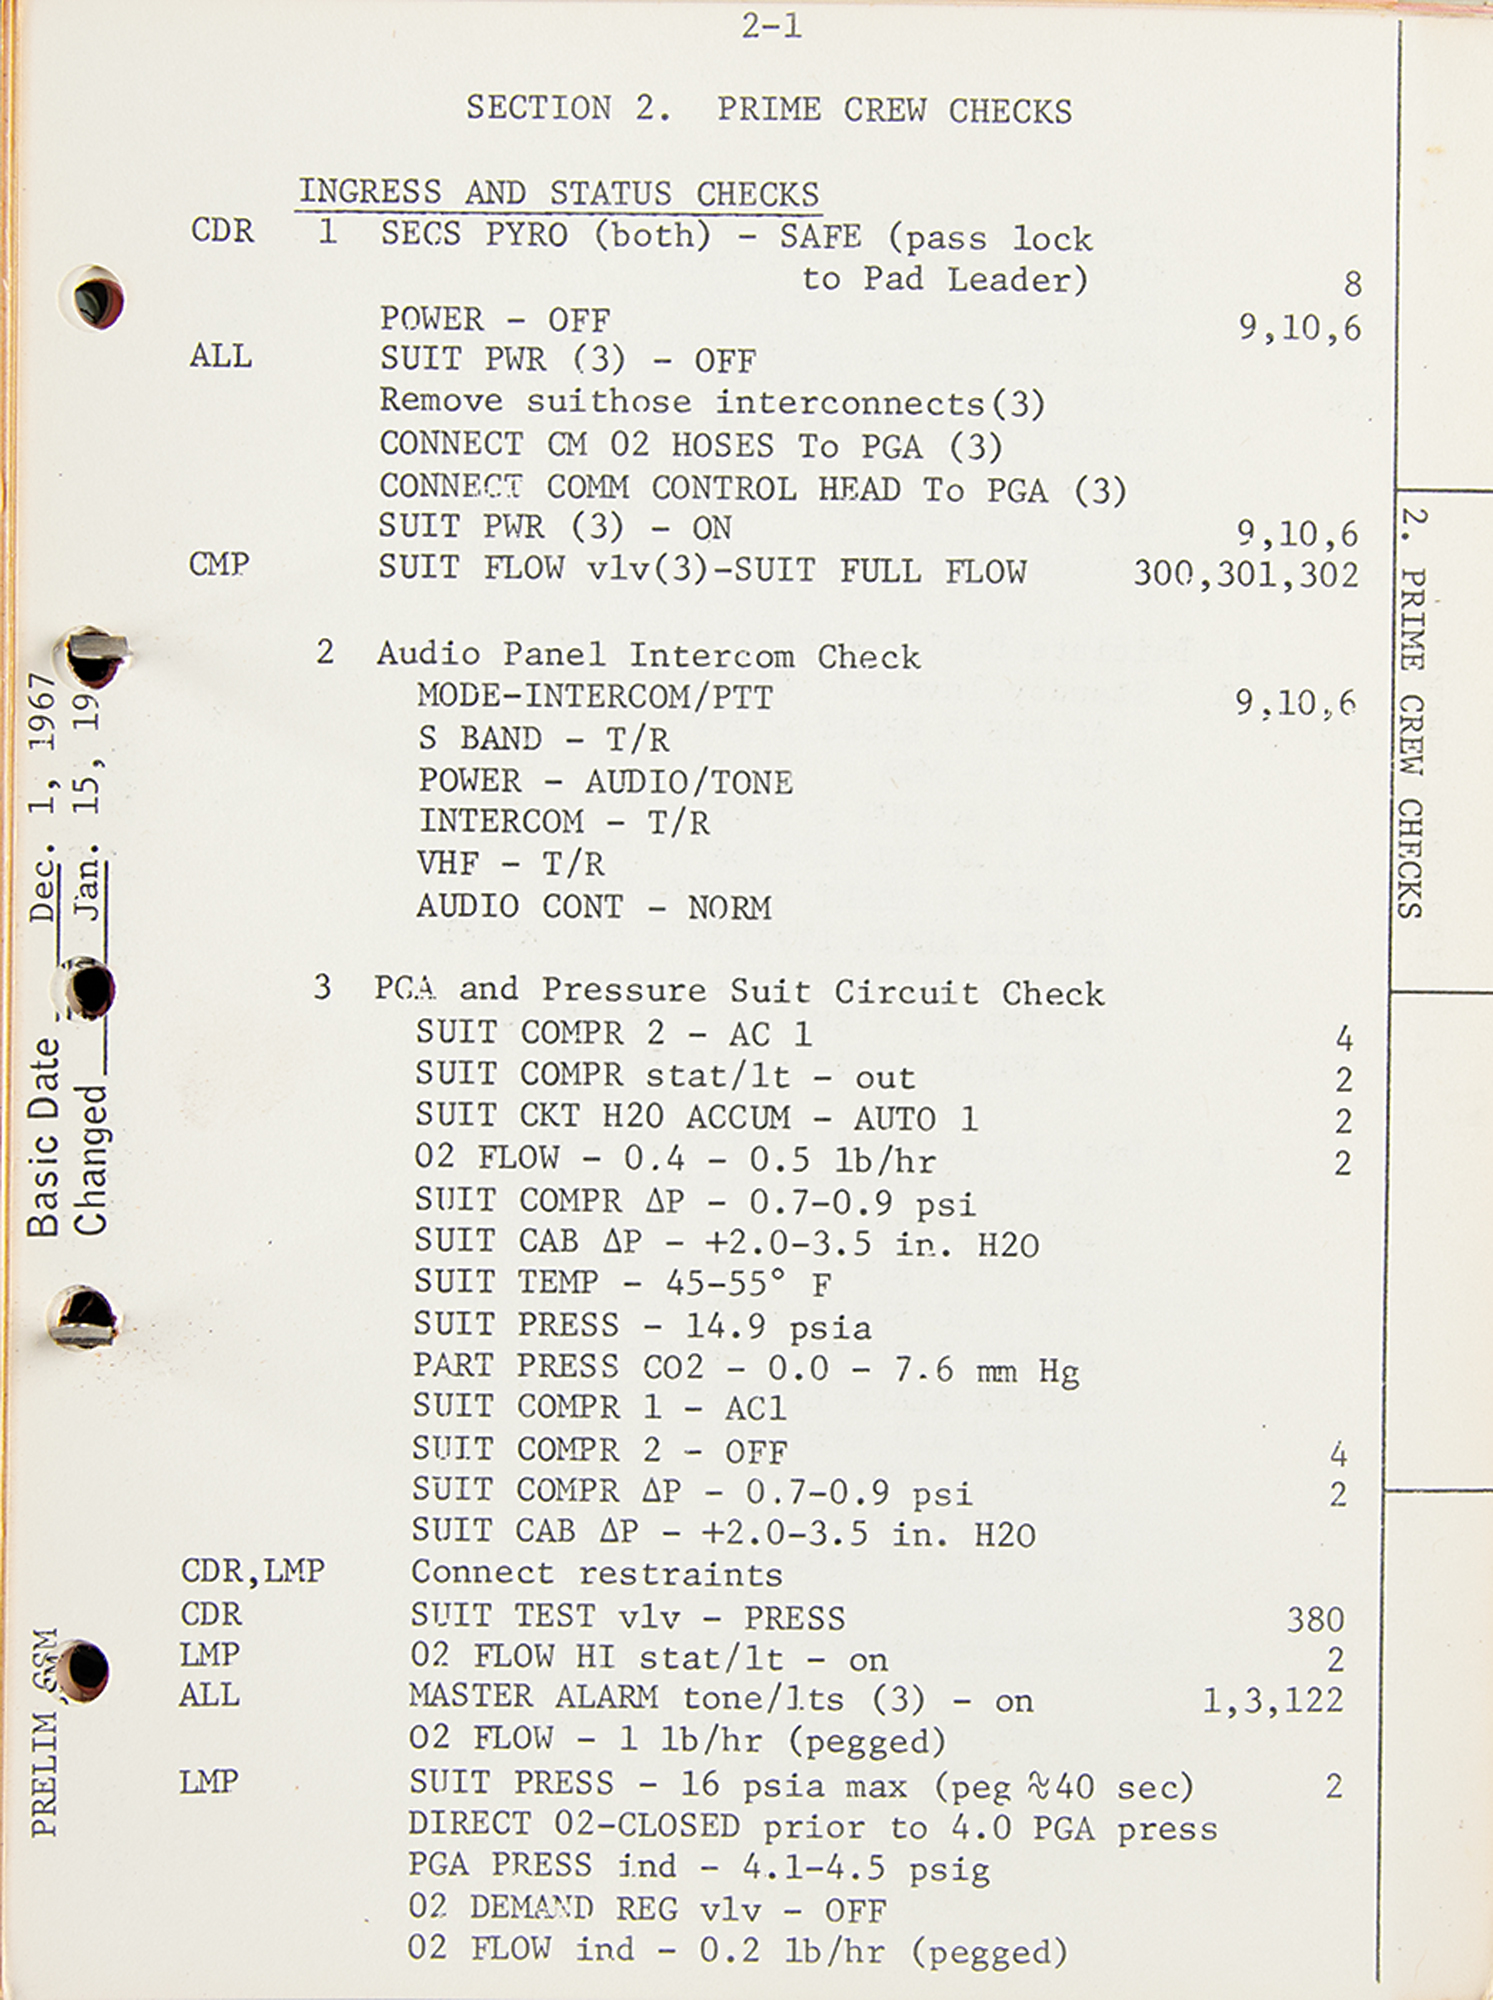 2-1
SECTION 2. PRIME CREW CHECKS
INGRESS AND STATUS CHECKS
CDR 1 SECS PYRO (both) - SAFE (pass lock
to Pad Leader) 8
POWER - OFF 9,10,6
ALL SUIT PWR (3) - OFF
Remove suithose interconnects(3)
CONNECT CM O2 HOSES To PGA (3)
CONNECT COMM CONTROL HEAD To PGA (3)
SUIT PWR (3) - ON 9,10,6
CMP SUIT FLOW vlv(3)-SUIT FULL FLOW 300,301,302
2 Audio Panel Intercom Check
MODE-INTERCOM/PTT 9,10,6
S BAND - T/R
POWER - AUDIO/TONE
INTERCOM - T/R
VHF - T/R
AUDIO CONT - NORM
3 PGA and Pressure Suit Circuit Check
SUIT COMPR 2 - AC 1 4
SUIT COMPR stat/lt - out 2
SUIT CKT H2O ACCUM - AUTO 1 2
O2 FLOW - 0.4 - 0.5 lb/hr 2
SUIT COMPR ΔP - 0.7-0.9 psi
SUIT CAB ΔP - +2.0-3.5 in. H2O
SUIT TEMP - 45-55° F
SUIT PRESS - 14.9 psia
PART PRESS CO2 - 0.0 - 7.6 mm Hg
SUIT COMPR 1 - AC1
SUIT COMPR 2 - OFF 4
SUIT COMPR ΔP - 0.7-0.9 psi 2
SUIT CAB ΔP - +2.0-3.5 in. H2O
CDR,LMP Connect restraints
CDR SUIT TEST vlv - PRESS 380
LMP O2 FLOW HI stat/lt - on 2
ALL MASTER ALARM tone/lts (3) - on 1,3,122
O2 FLOW - 1 lb/hr (pegged)
LMP SUIT PRESS - 16 psia max (peg ≈40 sec) 2
DIRECT O2-CLOSED prior to 4.0 PGA press
PGA PRESS ind - 4.1-4.5 psig
O2 DEMAND REG vlv - OFF
O2 FLOW ind - 0.2 lb/hr (pegged)
2. PRIME CREW CHECKS
Basic Date Dec. 1, 1967
Changed Jan. 15, 19
PRELIM